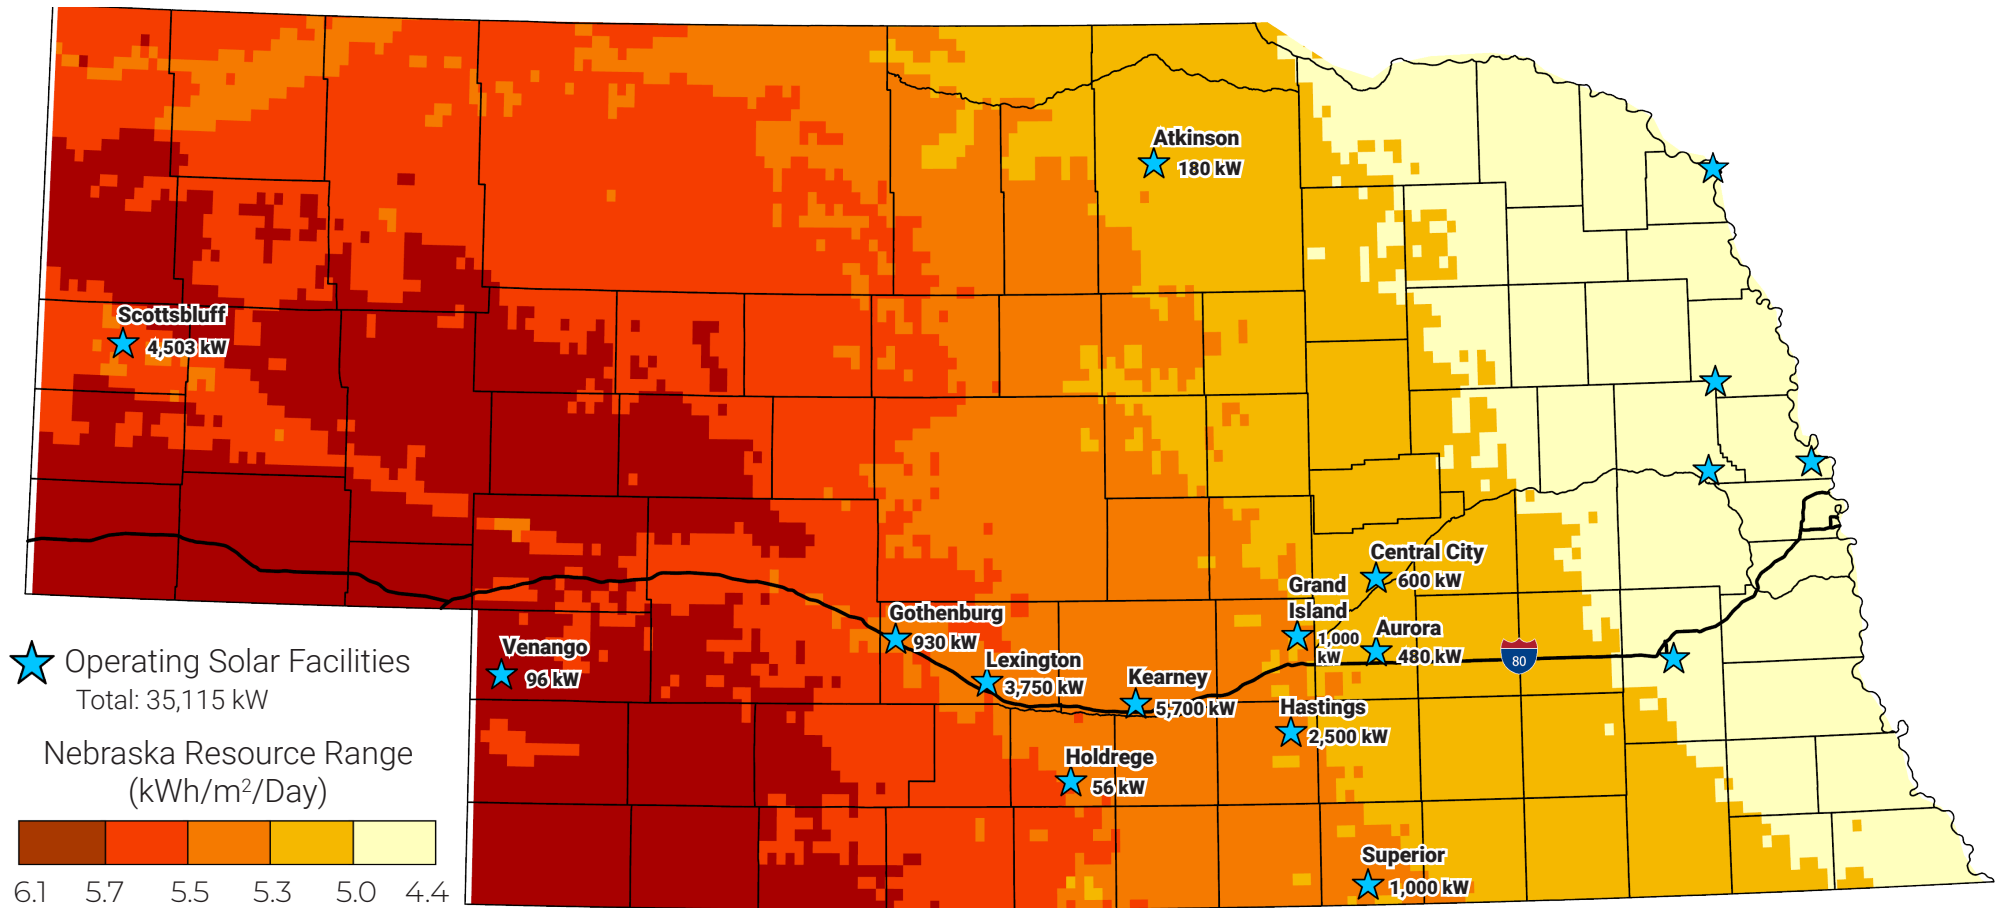 Atkinson
180 kW
Scottsbluff
4,503 kW
Central City
600 kW
Grand
Island
1,000
kW
Aurora
480 kW
80
Gothenburg
930 kW
Venango
96 kW
Lexington
3,750 kW
Kearney
5,700 kW
Hastings
2,500 kW
Holdrege
56 kW
Superior
1,000 kW
Operating Solar Facilities
Total: 35,115 kW
Nebraska Resource Range
(kWh/m²/Day)
6.1 5.7 5.5 5.3 5.0 4.4